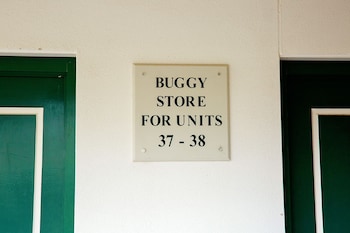 BUGGY
STORE
FOR UNITS
37 - 38